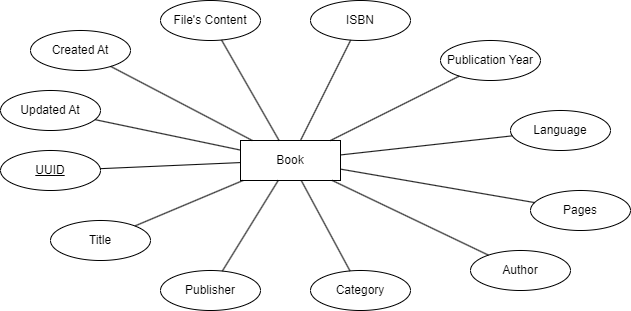 File's Content
ISBN
Created At
Publication Year
Updated At
Language
Book
UUID
Pages
Title
Author
Publisher
Category